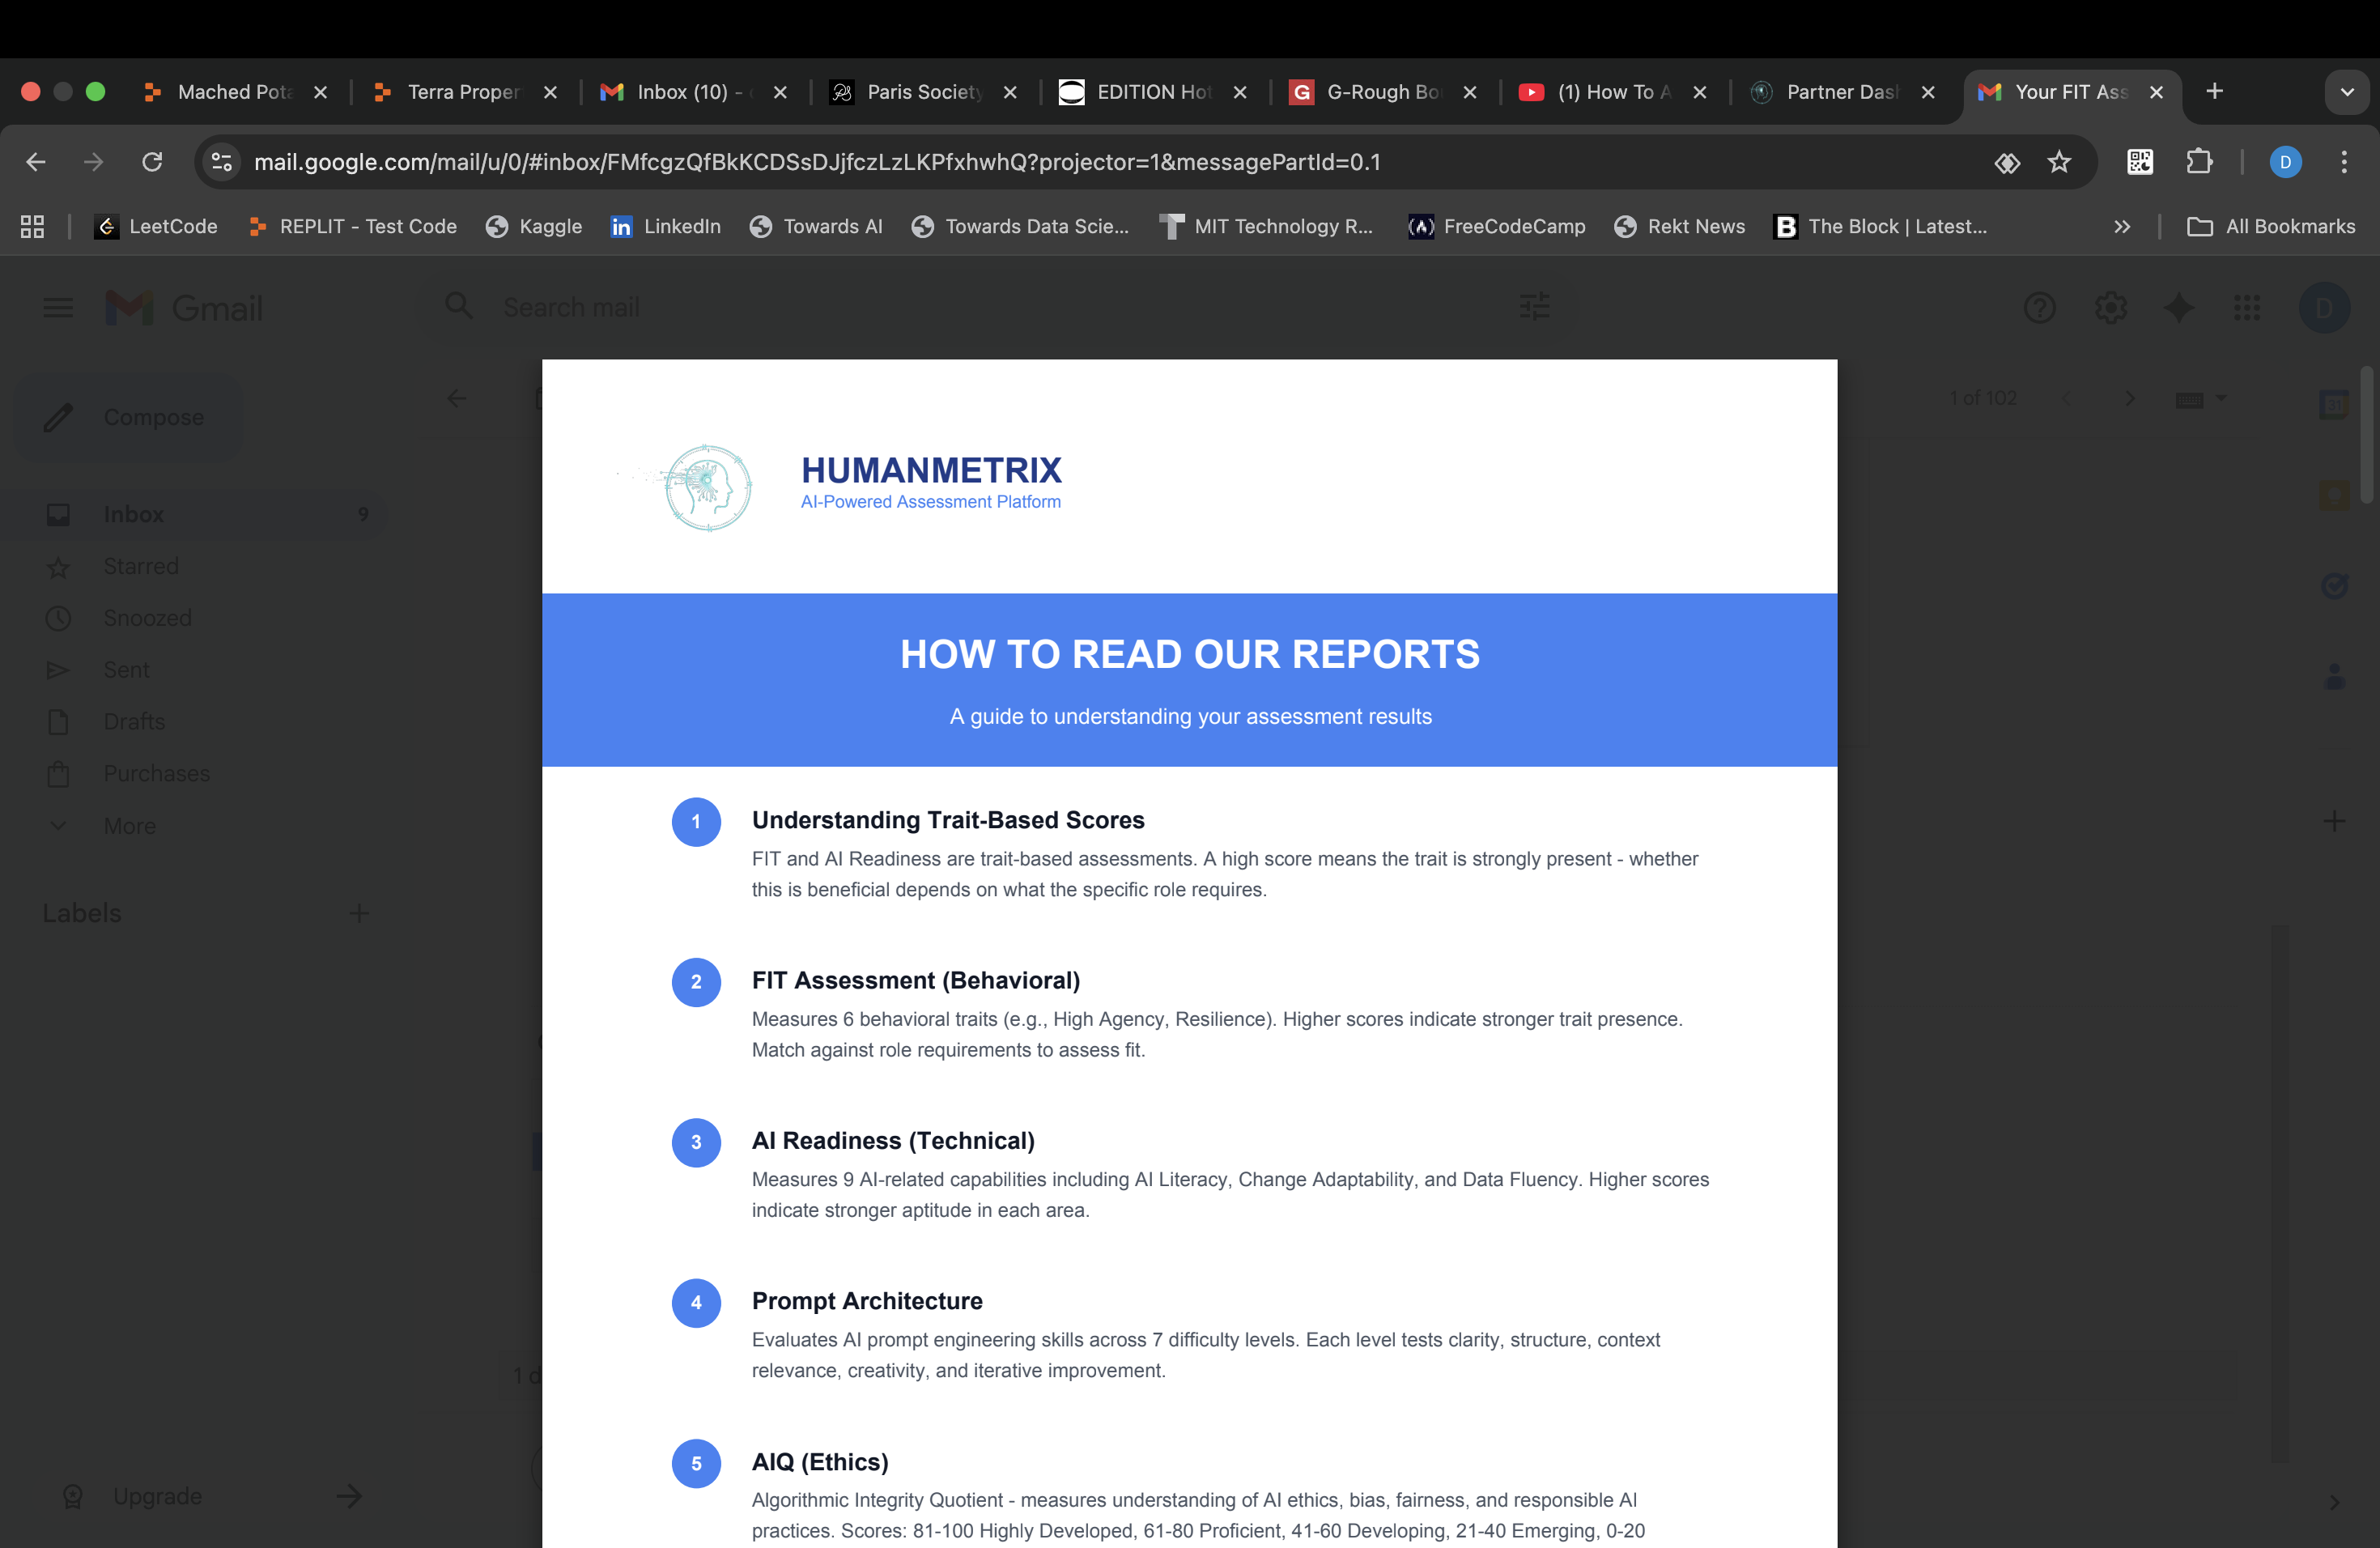 Mached Pota
Terra Proper
Inbox (10) -
Paris Society
EDITION Hot
G-Rough Bo
(1) How To A
Partner Dash
Your FIT Ass
mail.google.com/mail/u/0/#inbox/FMfcgzQfBkKCDSsDJjfczLzLKPfxhwhQ?projector=1&messagePartId=0.1
D
LeetCode
REPLIT - Test Code
Kaggle
LinkedIn
Towards AI
Towards Data Scie...
MIT Technology R...
FreeCodeCamp
Rekt News
The Block | Latest...
All Bookmarks
Gmail
Search mail
D
Compose
1 of 102
Inbox
9
Starred
Snoozed
Sent
Drafts
Purchases
More
Labels
1 d
Upgrade
31
HUMANMETRIX
AI-Powered Assessment Platform
HOW TO READ OUR REPORTS
A guide to understanding your assessment results
1
Understanding Trait-Based Scores
FIT and AI Readiness are trait-based assessments. A high score means the trait is strongly present - whether
this is beneficial depends on what the specific role requires.
2
FIT Assessment (Behavioral)
Measures 6 behavioral traits (e.g., High Agency, Resilience). Higher scores indicate stronger trait presence.
Match against role requirements to assess fit.
3
AI Readiness (Technical)
Measures 9 AI-related capabilities including AI Literacy, Change Adaptability, and Data Fluency. Higher scores
indicate stronger aptitude in each area.
4
Prompt Architecture
Evaluates AI prompt engineering skills across 7 difficulty levels. Each level tests clarity, structure, context
relevance, creativity, and iterative improvement.
5
AIQ (Ethics)
Algorithmic Integrity Quotient - measures understanding of AI ethics, bias, fairness, and responsible AI
practices. Scores: 81-100 Highly Developed, 61-80 Proficient, 41-60 Developing, 21-40 Emerging, 0-20